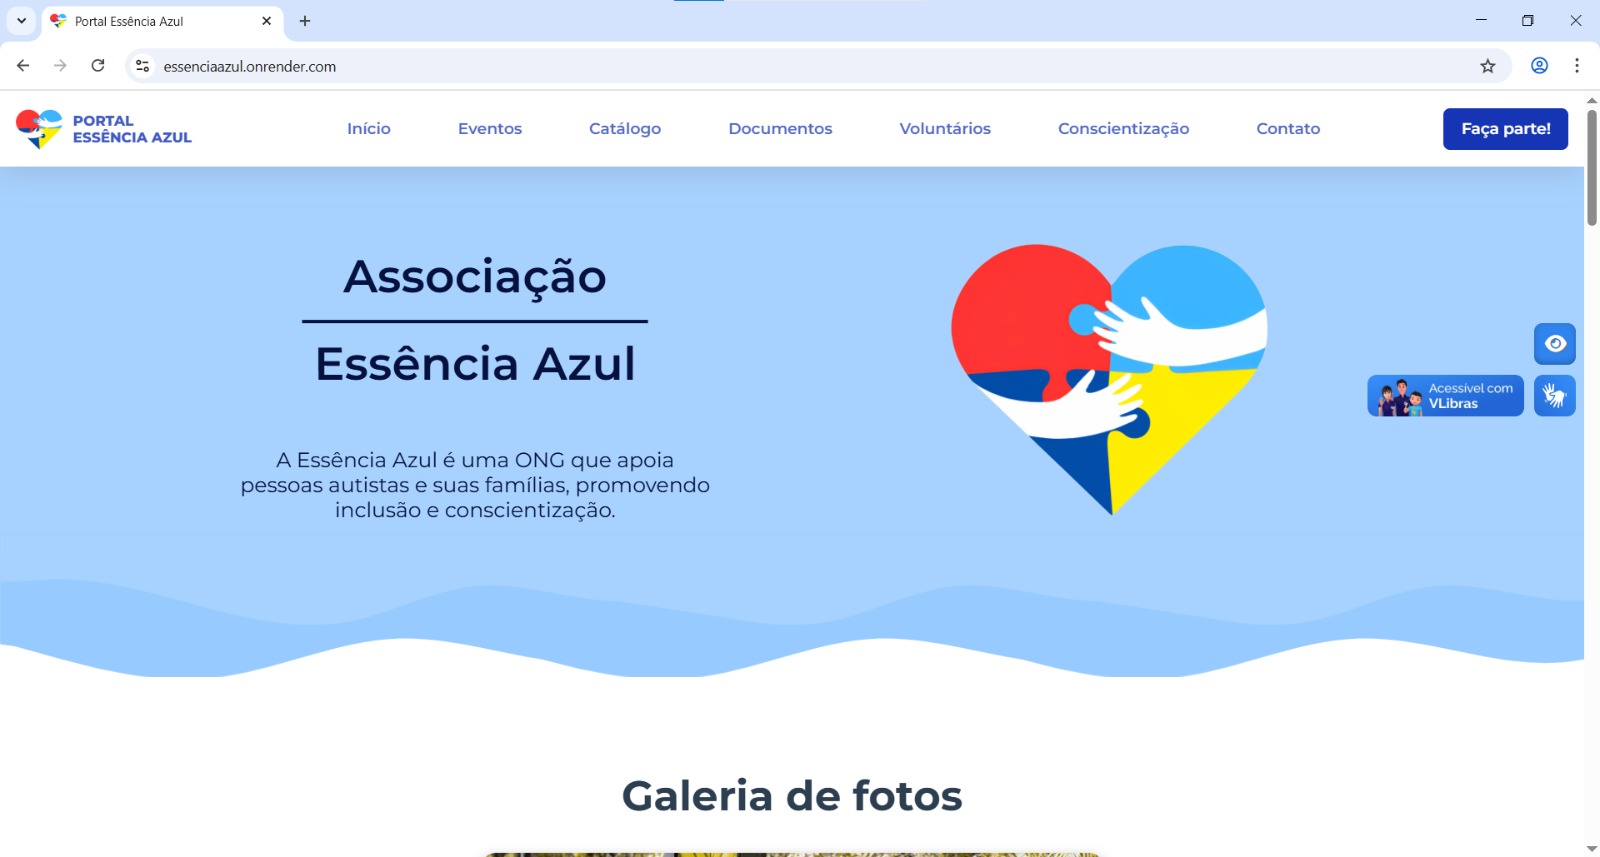 Portal Essência Azul
essenciaazul.onrender.com
PORTAL
ESSÊNCIA AZUL
Início
Eventos
Catálogo
Documentos
Voluntários
Conscientização
Contato
Faça parte!
Associação
Essência Azul
A Essência Azul é uma ONG que apoia
pessoas autistas e suas famílias, promovendo
inclusão e conscientização.
Acessível com
VLibras
Galeria de fotos